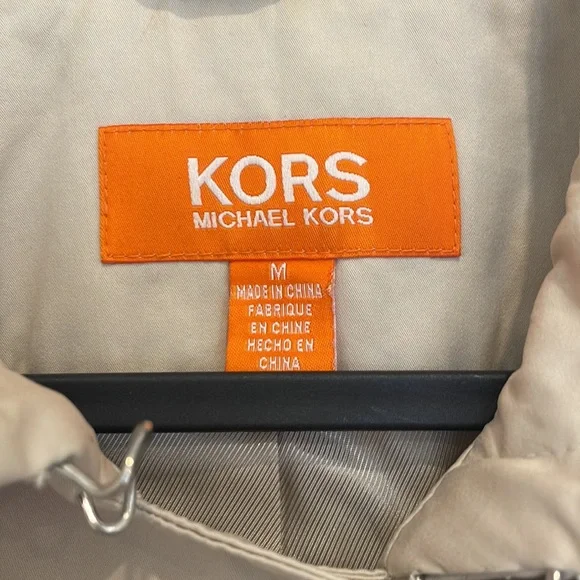 KORS
MICHAEL KORS
M
MADE IN CHINA
FABRIQUE
EN CHINE
HECHO EN
CHINA